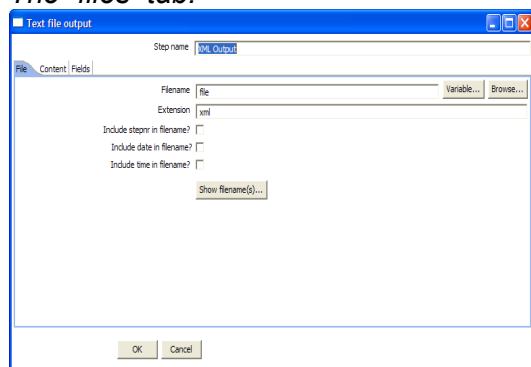 The files tab:
Text file output
Step name XML Output
File Content Fields
Filename file Variable... Browse...
Extension xml
Include stepnr in filename?
Include date in filename?
Include time in filename?
Show filename(s)...
OK Cancel